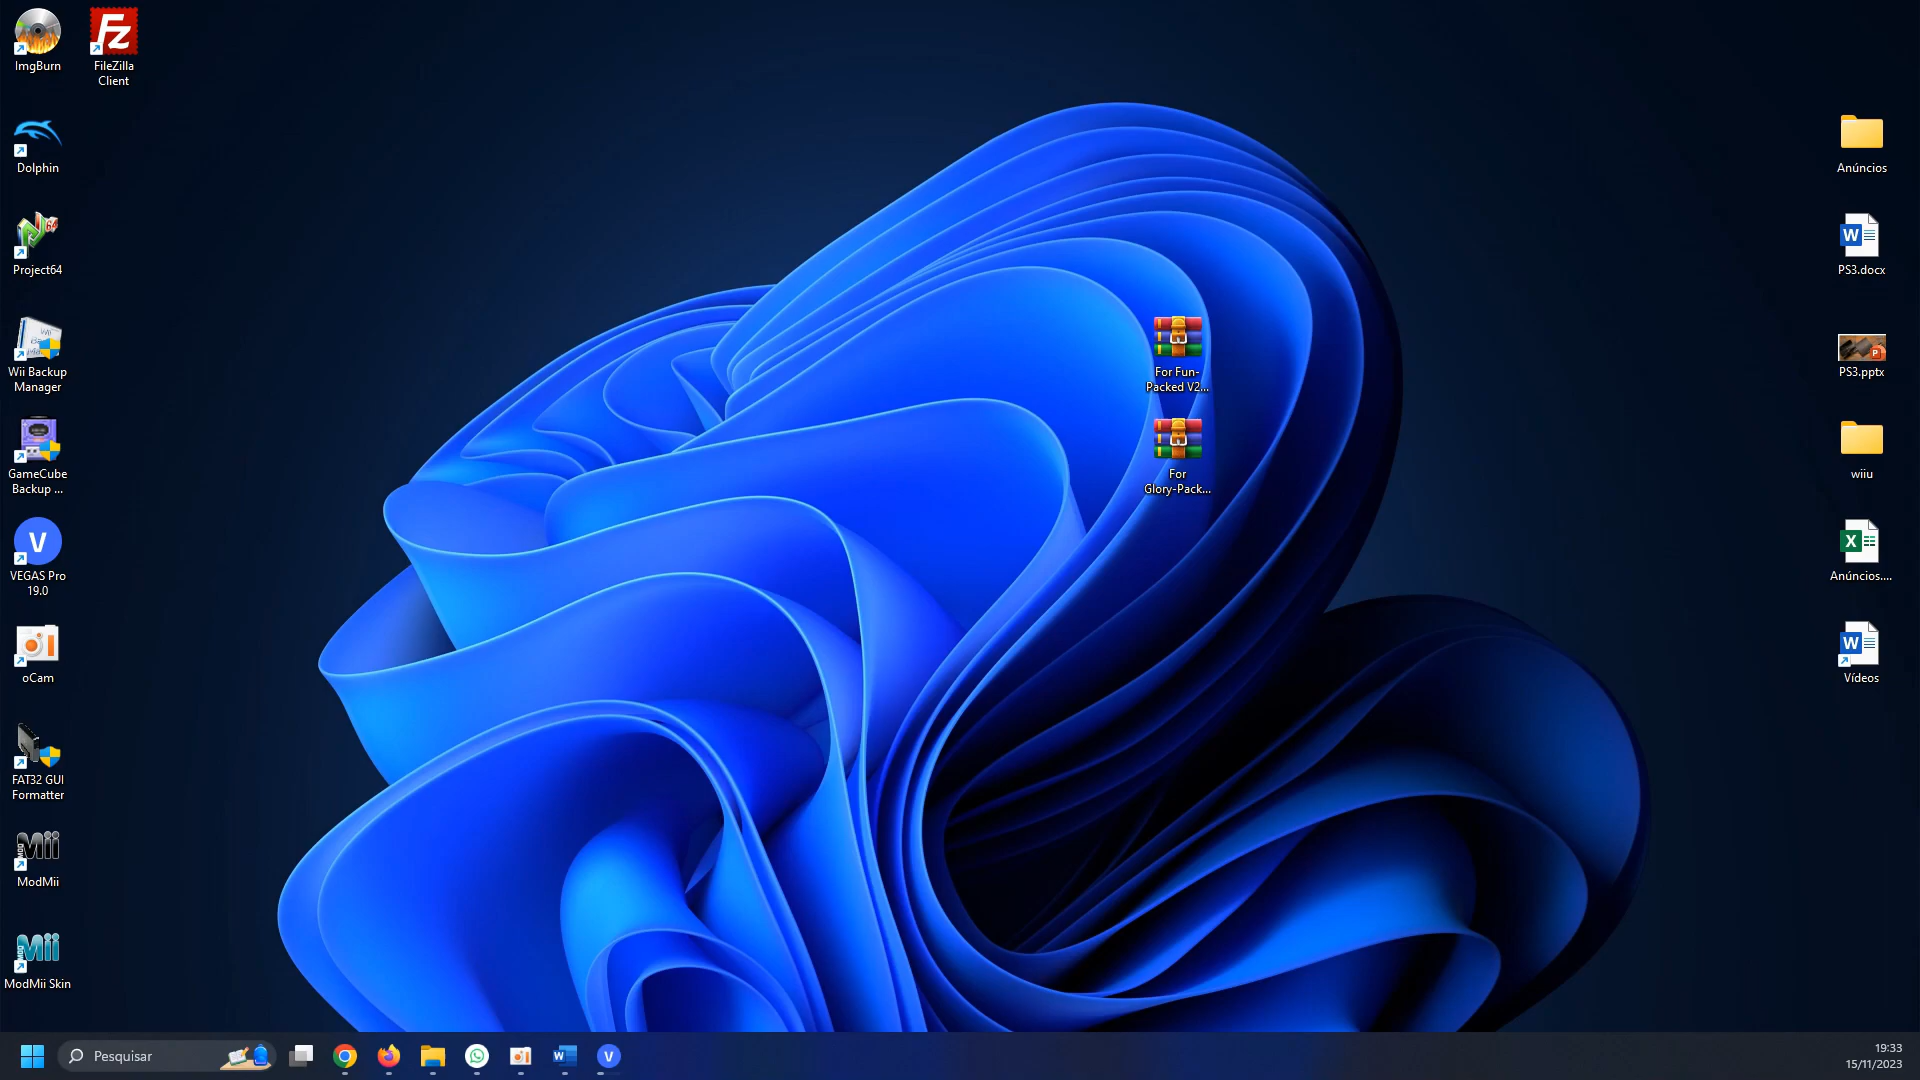 ImgBurn
FileZilla
Client
Dolphin
Project64
Wii Backup
Manager
GameCube
Backup ...
VEGAS Pro
19.0
oCam
FAT32 GUI
Formatter
ModMii
ModMii Skin
For Fun-
Packed V2...
For
Glory-Pack...
Anúncios
PS3.docx
PS3.pptx
wiiu
Anúncios....
Vídeos
Pesquisar
19:33
15/11/2023